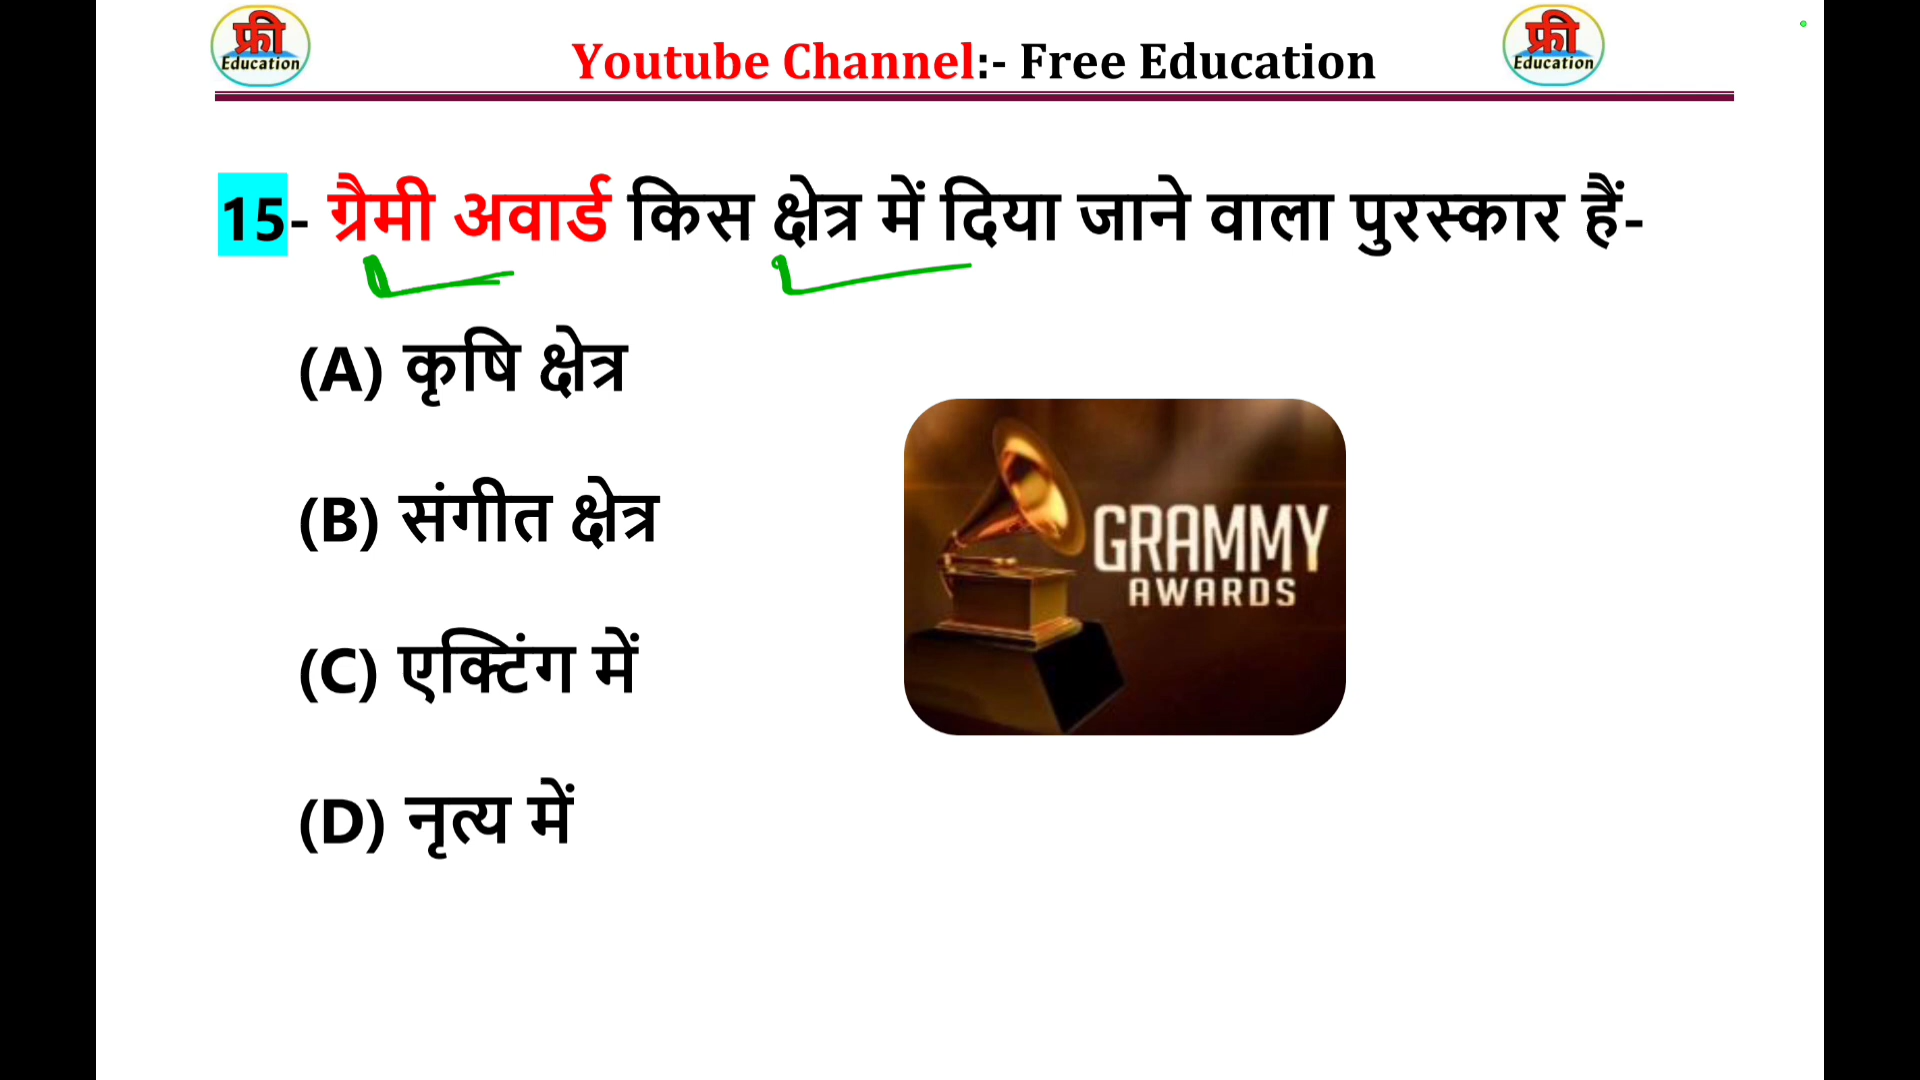 फ्री
Education
Youtube Channel:- Free Education
फ्री
Education
15- ग्रैमी अवार्ड किस क्षेत्र में दिया जाने वाला पुरस्कार हैं-
(A) कृषि क्षेत्र
(B) संगीत क्षेत्र
(C) एक्टिंग में
(D) नृत्य में
GRAMMY
AWARDS